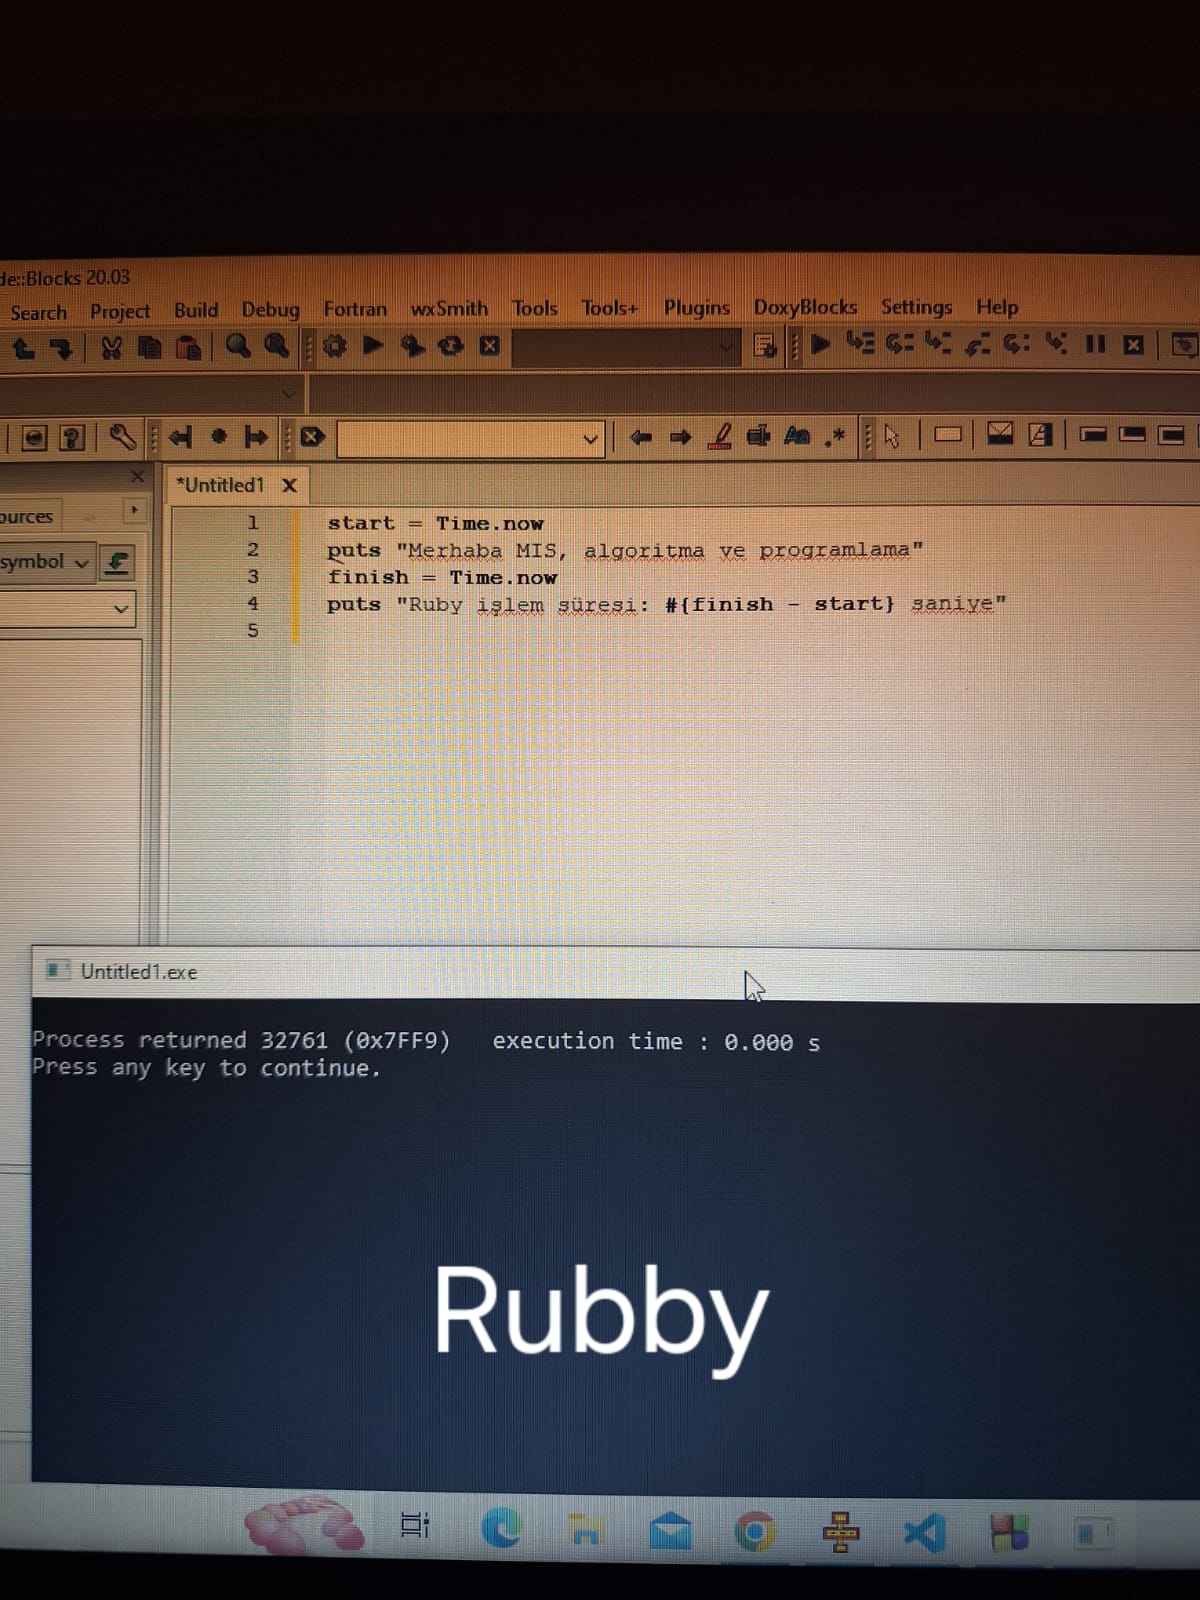 de::Blocks 20.03
Search Project Build Debug Fortran wxSmith Tools Tools+ Plugins DoxyBlocks Settings Help
*Untitled1 X
ources
symbol
1 start = Time.now
2 puts "Merhaba MIS, algoritma ve programlama"
3 finish = Time.now
4 puts "Ruby işlem süresi: #{finish - start} saniye"
5
Untitled1.exe
Process returned 32761 (0x7FF9) execution time : 0.000 s
Press any key to continue.
Rubby